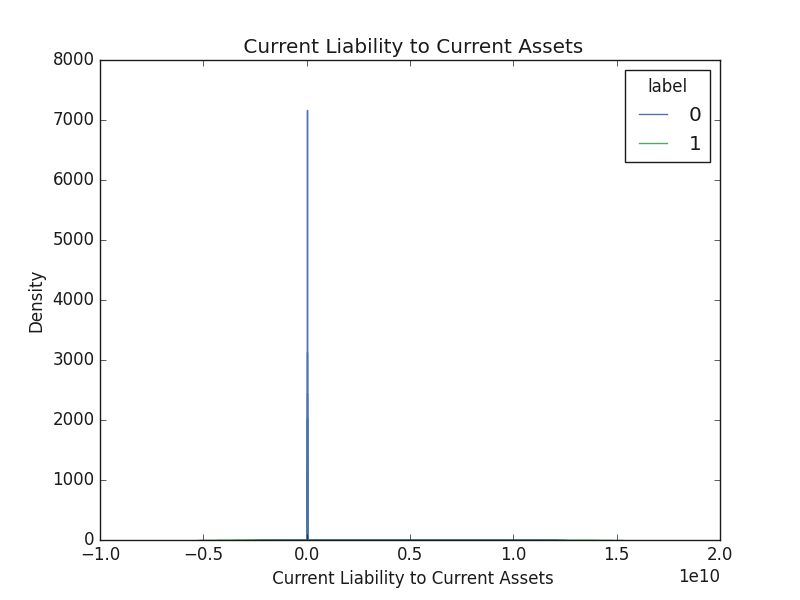 Current Liability to Current Assets
8000
7000
6000
5000
4000
3000
2000
1000
0
Density
label
0
1
−1.0 −0.5 0.0 0.5 1.0 1.5 2.0
1e10
Current Liability to Current Assets